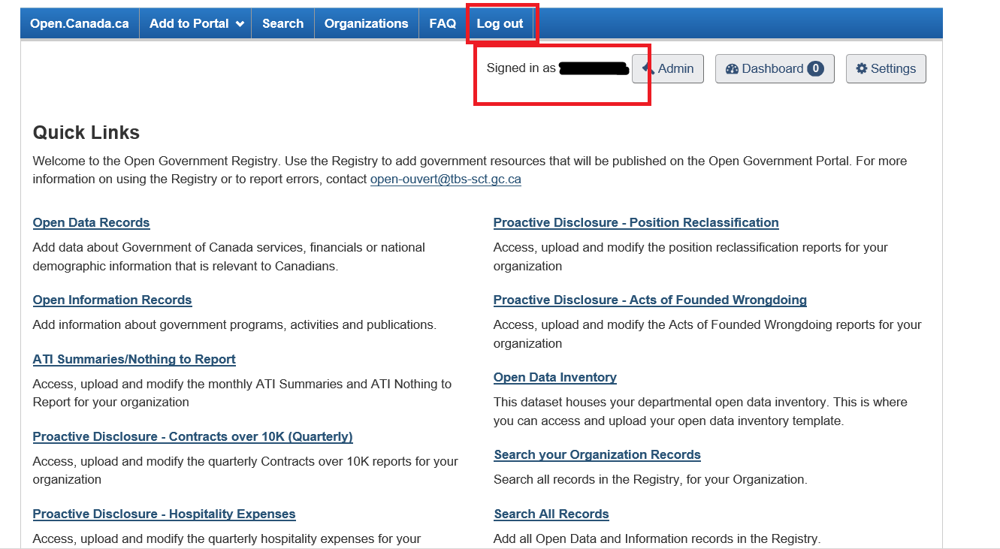 Open.Canada.ca Add to Portal Search Organizations FAQ Log out
Signed in as Admin Dashboard 0 Settings
Quick Links
Welcome to the Open Government Registry. Use the Registry to add government resources that will be published on the Open Government Portal. For more
information on using the Registry or to report errors, contact open-ouvert@tbs-sct.gc.ca
Open Data Records
Add data about Government of Canada services, financials or national
demographic information that is relevant to Canadians.
Open Information Records
Add information about government programs, activities and publications.
ATI Summaries/Nothing to Report
Access, upload and modify the monthly ATI Summaries and ATI Nothing to
Report for your organization
Proactive Disclosure - Contracts over 10K (Quarterly)
Access, upload and modify the quarterly Contracts over 10K reports for your
organization
Proactive Disclosure - Hospitality Expenses
Access, upload and modify the quarterly hospitality expenses for your
Proactive Disclosure - Position Reclassification
Access, upload and modify the position reclassification reports for your
organization
Proactive Disclosure - Acts of Founded Wrongdoing
Access, upload and modify the Acts of Founded Wrongdoing reports for your
organization
Open Data Inventory
This dataset houses your departmental open data inventory. This is where
you can access and upload your open data inventory template.
Search your Organization Records
Search all records in the Registry, for your Organization.
Search All Records
Add all Open Data and Information records in the Registry.